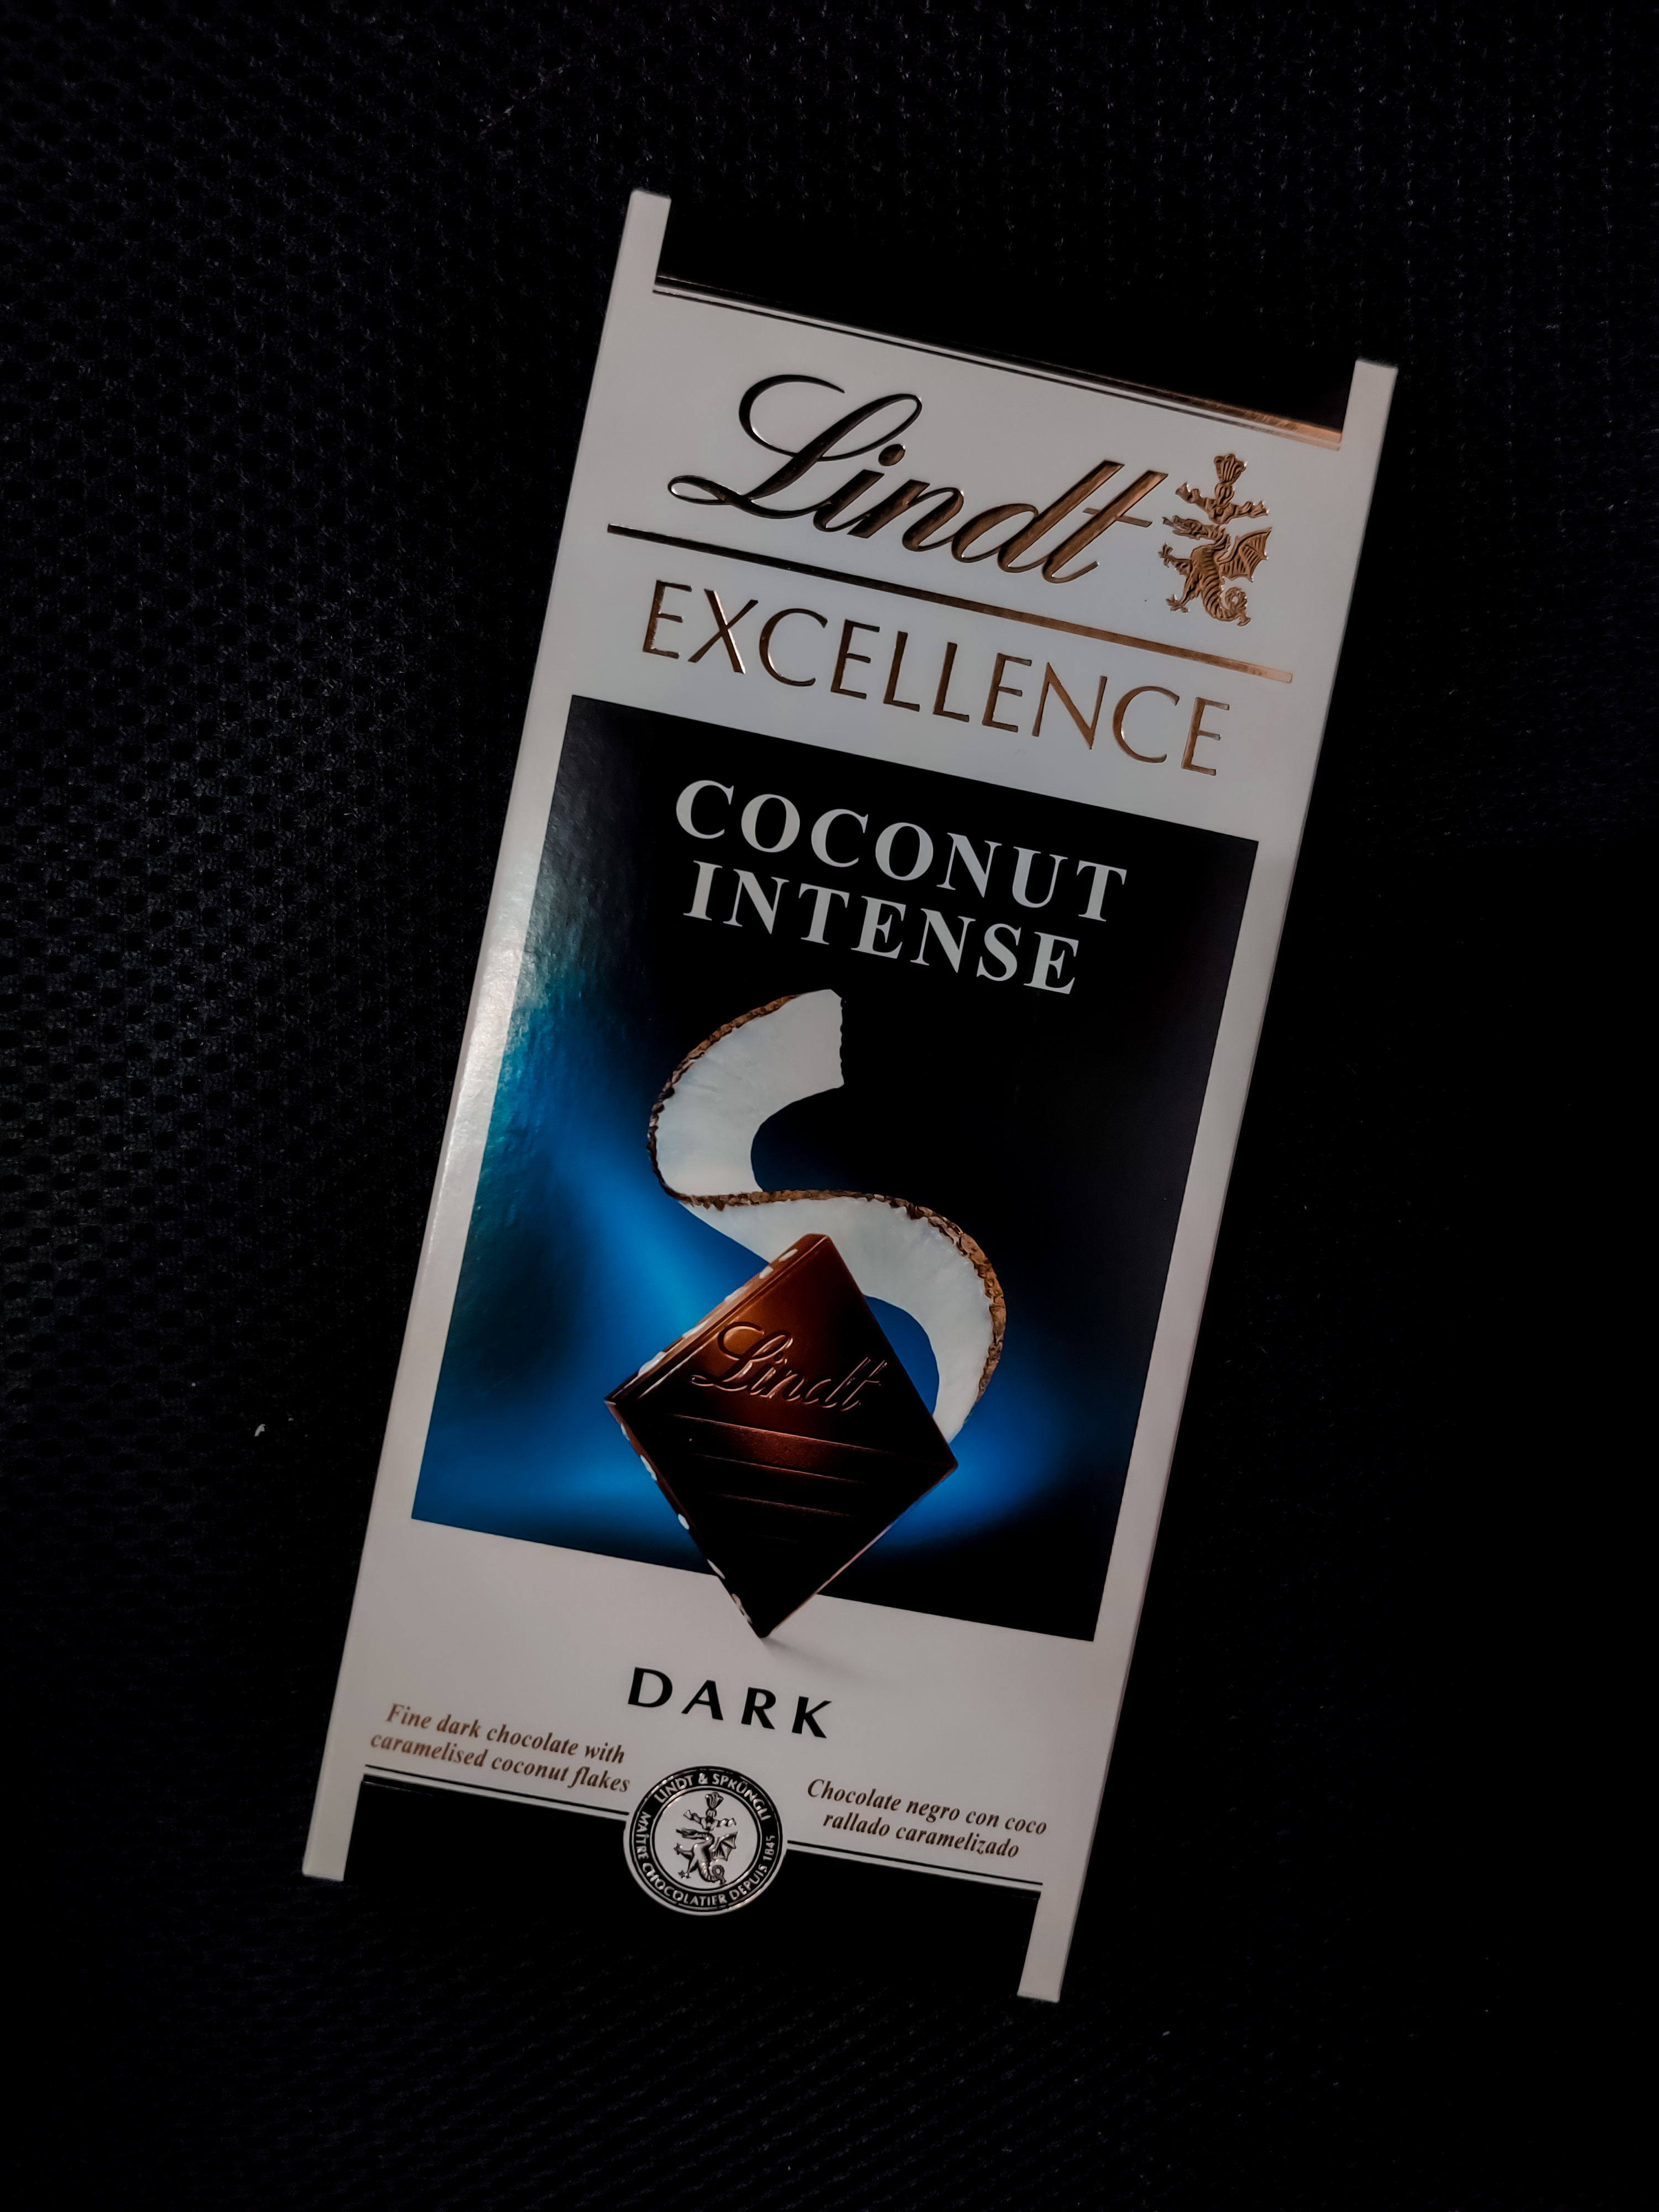 Lindt
EXCELLENCE
COCONUT
INTENSE
Lindt
DARK
Fine dark chocolate with
caramelised coconut flakes
Chocolate negro con coco
rallado caramelizado
LINDT & SPRÜNGLI
MAÎTRE CHOCOLATIER DEPUIS 1845